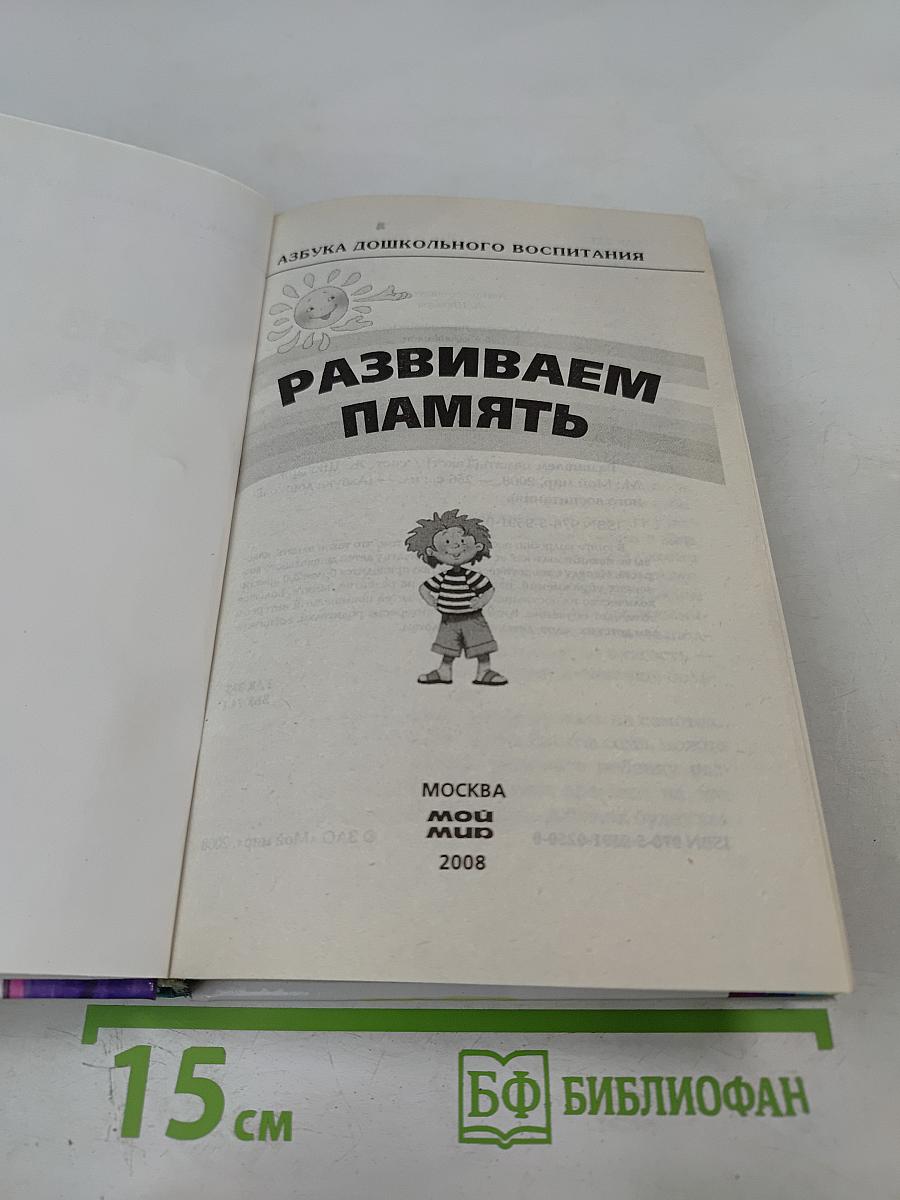 АЗБУКА ДОШКОЛЬНОГО ВОСПИТАНИЯ
РАЗВИВАЕМ
ПАМЯТЬ
МОСКВА
мой
мир
2008
15 см
БФ БИБЛИОФАН